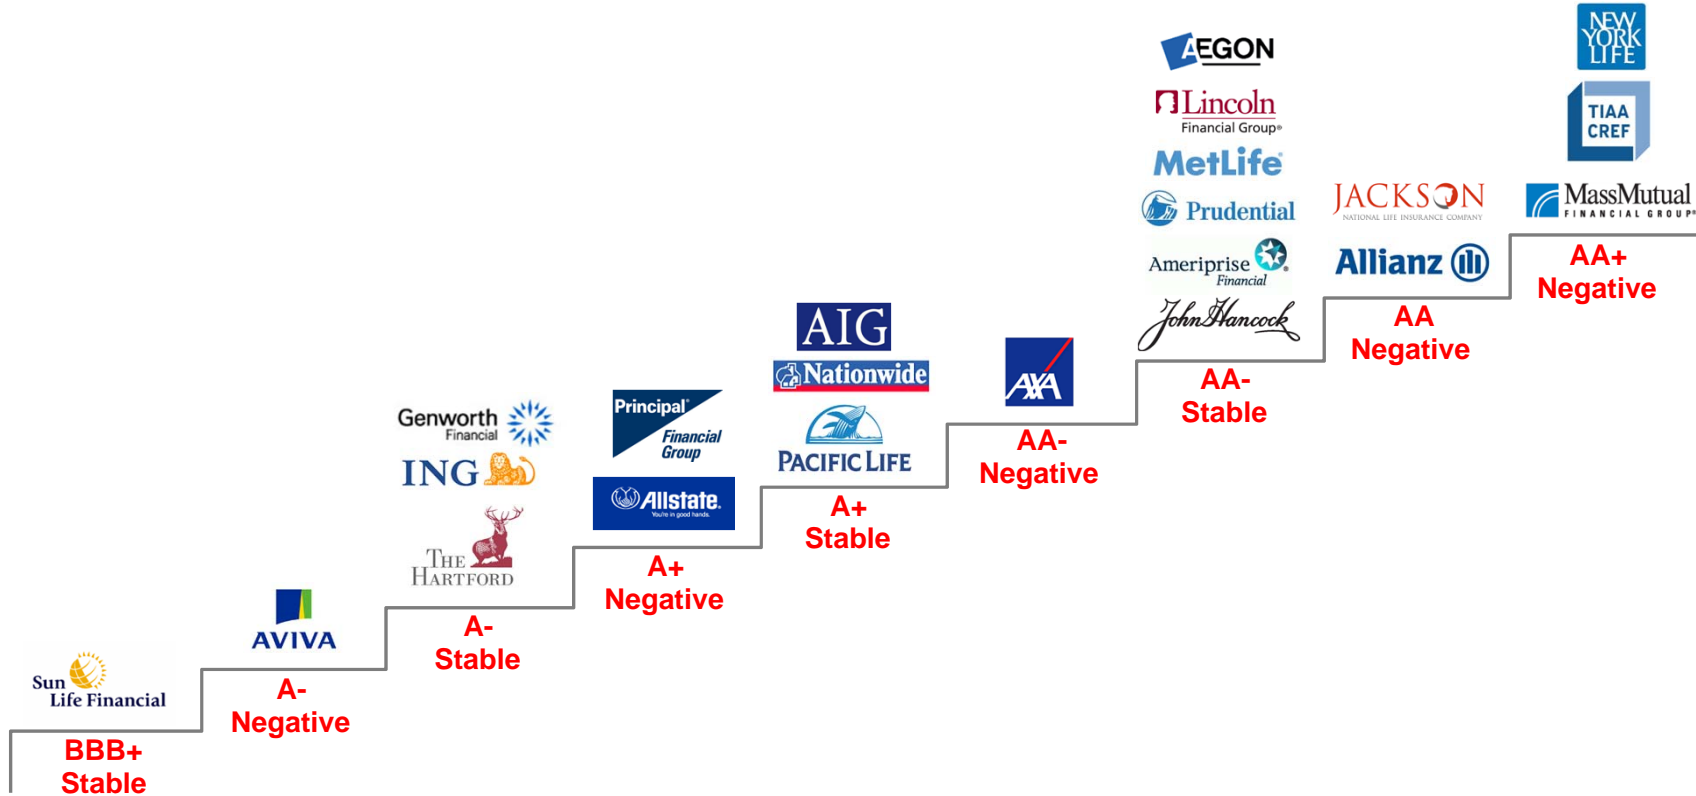 Sun
Life Financial
BBB+
Stable
AVIVA
A-
Negative
Genworth
Financial
ING
THE
HARTFORD
A-
Stable
Principal
Financial
Group
Allstate.
You're in good hands.
A+
Negative
AIG
Nationwide
PACIFIC LIFE
A+
Stable
AXA
AA-
Negative
AEGON
Lincoln
Financial Group®
MetLife
Prudential
Ameriprise
Financial
John Hancock
AA-
Stable
JACKSON
NATIONAL LIFE INSURANCE COMPANY
Allianz
AA
Negative
NEW
YORK
LIFE
TIAA
CREF
MassMutual
FINANCIAL GROUP®
AA+
Negative